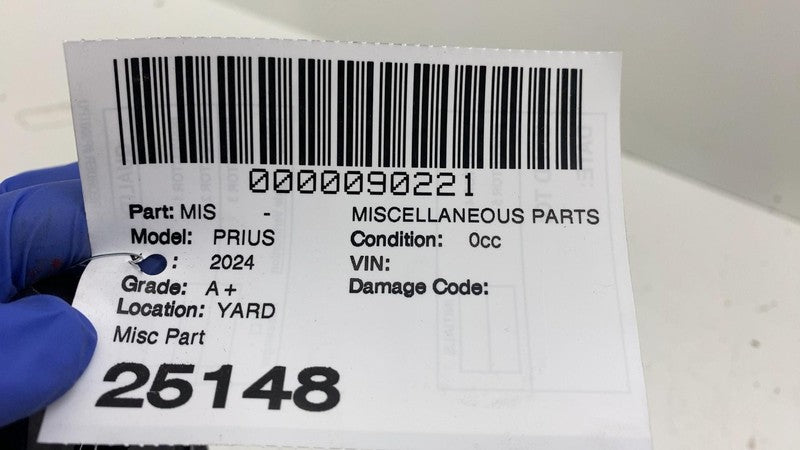 0000090221
Part: MIS - MISCELLANEOUS PARTS
Model: PRIUS Condition: 0cc
: 2024 VIN:
Grade: A+ Damage Code:
Location: YARD
Misc Part
25148